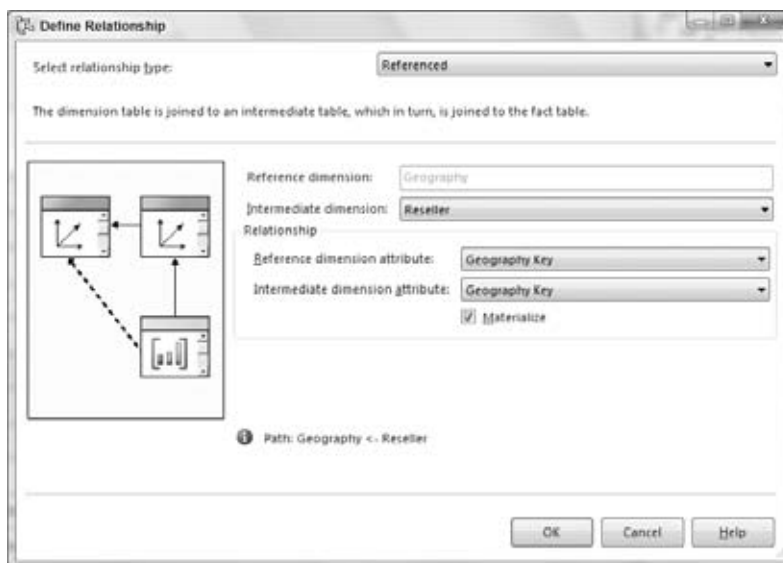 Define Relationship
Select relationship type: Referenced
The dimension table is joined to an intermediate table, which in turn, is joined to the fact table.
Reference dimension: Geography
Intermediate dimension: Reseller
Relationship
Reference dimension attribute: Geography Key
Intermediate dimension attribute: Geography Key
Materialize
Path: Geography <- Reseller
OK Cancel Help